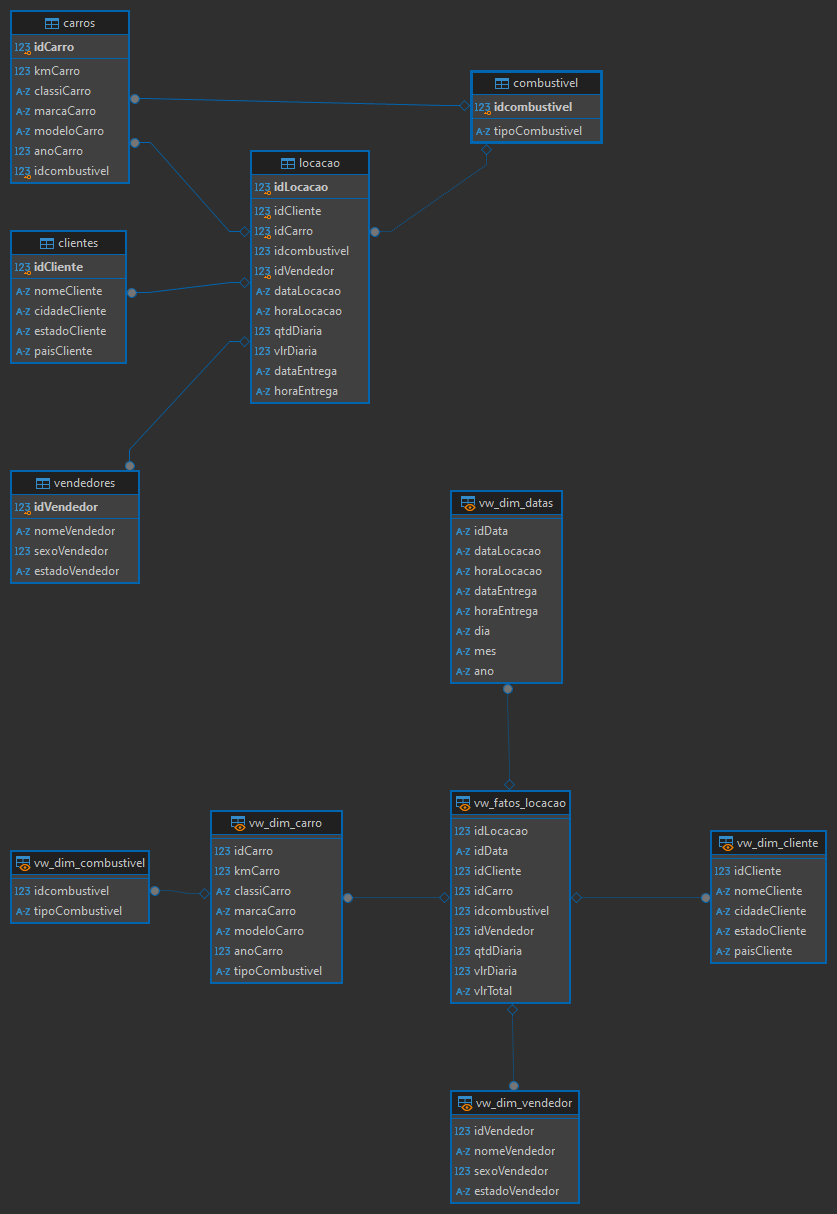 carros
123 idCarro
123 kmCarro
A-Z classiCarro
A-Z marcaCarro
A-Z modeloCarro
123 anoCarro
123 idcombustivel
combustivel
123 idcombustivel
A-Z tipoCombustivel
locacao
123 idLocacao
123 idCliente
123 idCarro
123 idcombustivel
123 idVendedor
A-Z dataLocacao
A-Z horaLocacao
123 qtdDiaria
123 vlrDiaria
A-Z dataEntrega
A-Z horaEntrega
clientes
123 idCliente
A-Z nomeCliente
A-Z cidadeCliente
A-Z estadoCliente
A-Z paisCliente
vendedores
123 idVendedor
A-Z nomeVendedor
123 sexoVendedor
A-Z estadoVendedor
vw_dim_datas
A-Z idData
A-Z dataLocacao
A-Z horaLocacao
A-Z dataEntrega
A-Z horaEntrega
A-Z dia
A-Z mes
A-Z ano
vw_dim_combustivel
123 idcombustivel
A-Z tipoCombustivel
vw_dim_carro
123 idCarro
123 kmCarro
A-Z classiCarro
A-Z marcaCarro
A-Z modeloCarro
123 anoCarro
A-Z tipoCombustivel
vw_fatos_locacao
123 idLocacao
A-Z idData
123 idCliente
123 idCarro
123 idcombustivel
123 idVendedor
123 qtdDiaria
123 vlrDiaria
A-Z vlrTotal
vw_dim_cliente
123 idCliente
A-Z nomeCliente
A-Z cidadeCliente
A-Z estadoCliente
A-Z paisCliente
vw_dim_vendedor
123 idVendedor
A-Z nomeVendedor
123 sexoVendedor
A-Z estadoVendedor